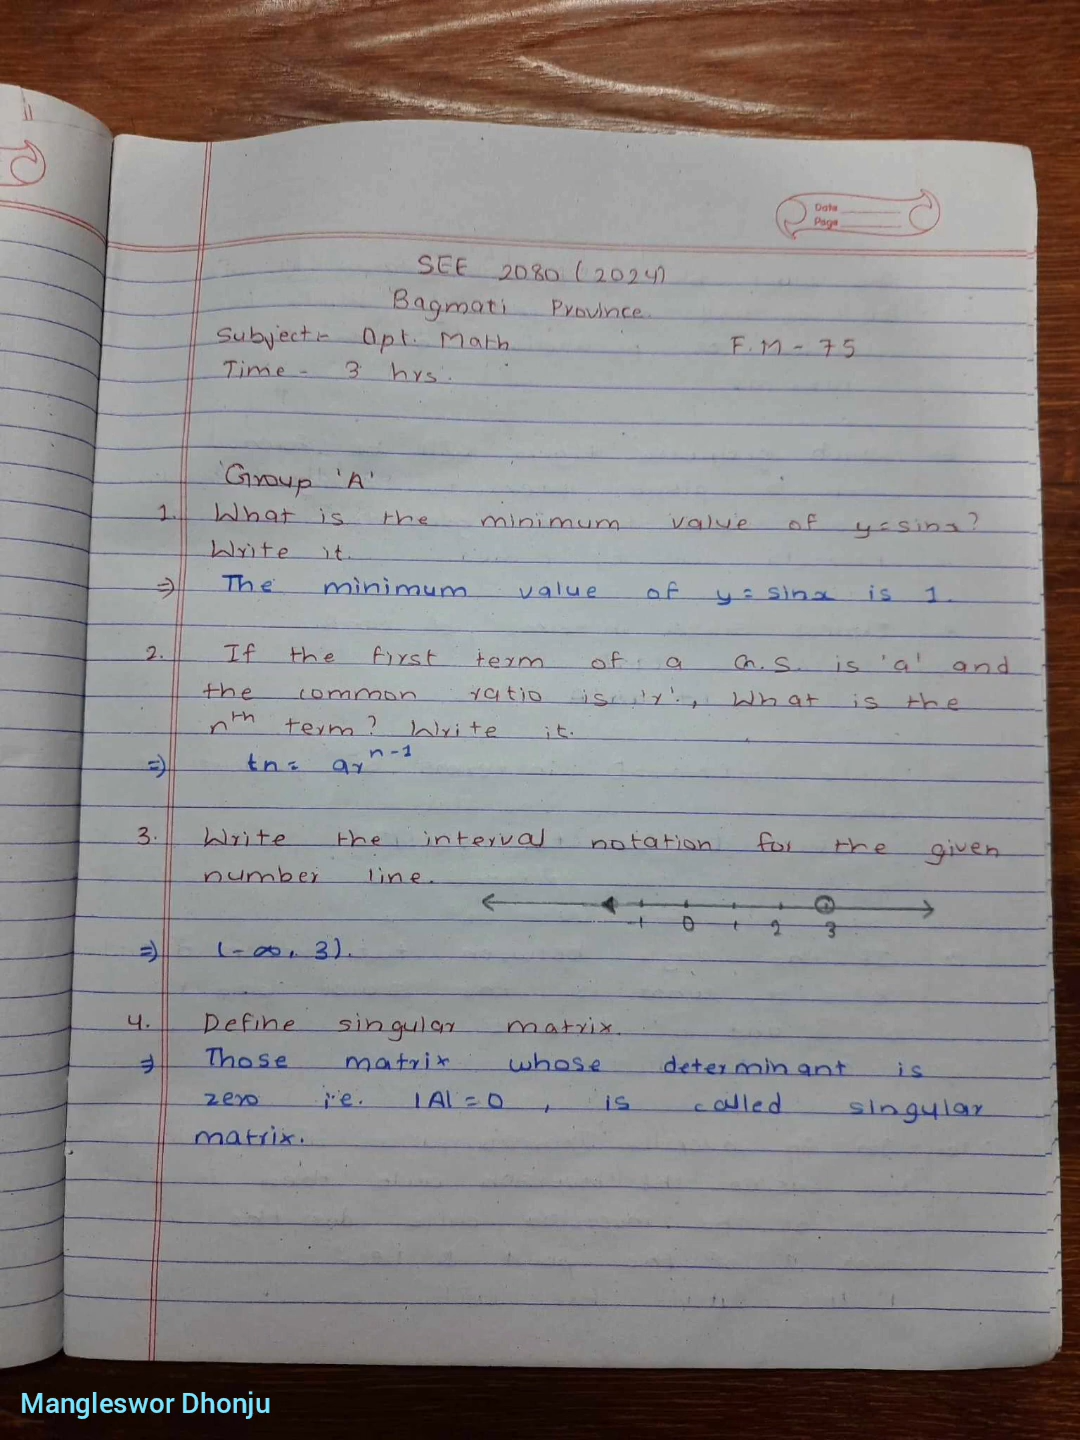 Date
Page
SEE 2080 (2024)
Bagmati Province.
Subject:- Opt. Math F.M - 75
Time - 3 hrs.
Group 'A'
1. What is the minimum value of y=sinx?
Write it.
⇒ The minimum value of y = sinx is 1.
2. If the first term of a G.S. is 'a' and
the common ratio is 'r', What is the
nᵗʰ term? Write it.
⇒ tn = arⁿ⁻¹
3. Write the interval notation for the given
number line.
-1 0 1 2 3
⇒ (-∞, 3).
4. Define singular matrix.
⇒ Those matrix whose determinant is
zero i.e. |A| = 0, is called singular
matrix.
Mangleswor Dhonju